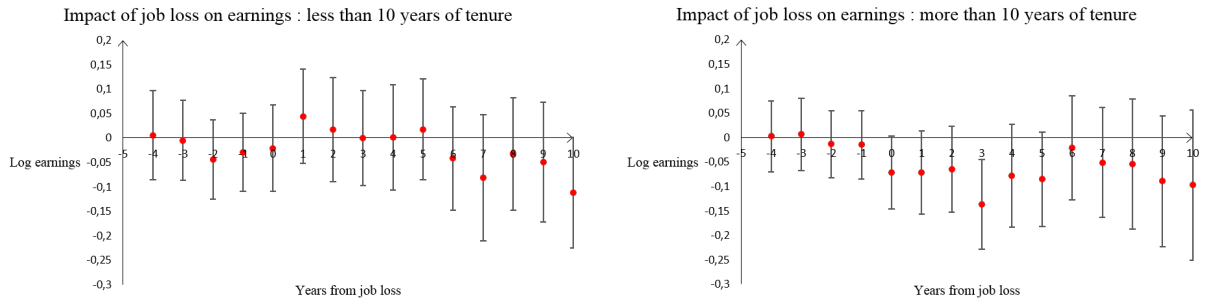 Impact of job loss on earnings : less than 10 years of tenure
0,2
0,15
0,1
0,05
0
-0,05
-0,1
-0,15
-0,2
-0,25
-0,3
Log earnings
-5 -4 -3 -2 -1 0 1 2 3 4 5 6 7 8 9 10
Years from job loss
Impact of job loss on earnings : more than 10 years of tenure
0,2
0,15
0,1
0,05
0
-0,05
-0,1
-0,15
-0,2
-0,25
-0,3
Log earnings
-5 -4 -3 -2 -1 0 1 2 3 4 5 6 7 8 9 10
Years from job loss